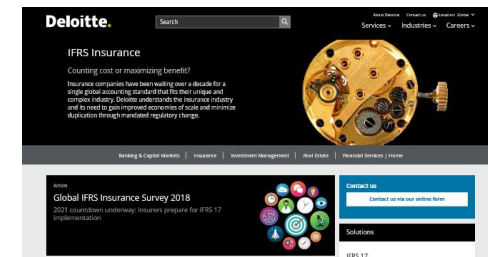 Deloitte.
Search
About Deloitte Contact us Location: Global
Services Industries Careers
IFRS Insurance
Counting cost or maximizing benefit?
Insurance companies have been waiting over a decade for a
single global accounting standard that fits their unique and
complex industry. Deloitte understands the insurance industry
and its need to gain improved economies of scale and minimize
duplication through mandated regulatory change.
Banking & Capital Markets | Insurance | Investment Management | Real Estate | Financial Services | Home
Article
Global IFRS Insurance Survey 2018
2021 countdown underway: Insurers prepare for IFRS 17
implementation
Contact us
Contact us via our online form
Solutions
IFRS 17